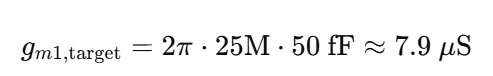 g_{m1,target} = 2π · 25M · 50 fF ≈ 7.9 μS